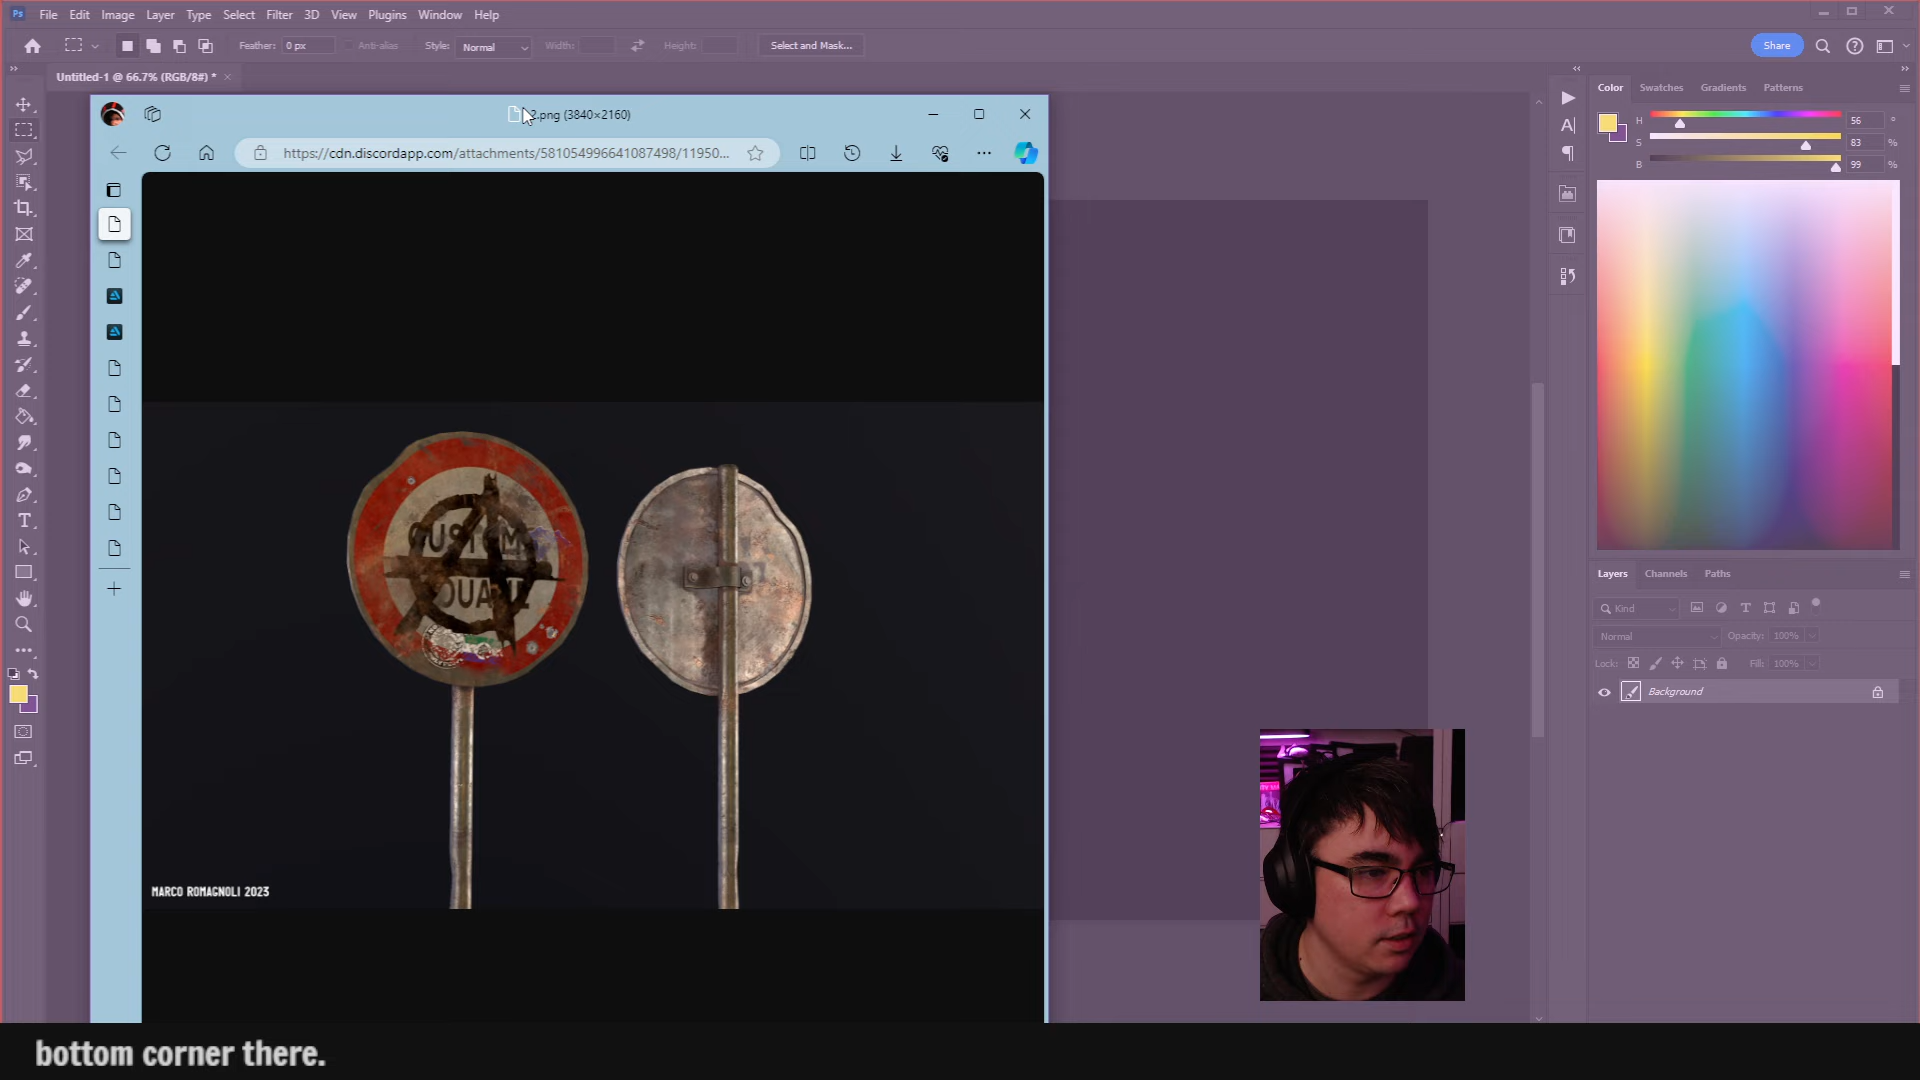 Ps File Edit Image Layer Type Select Filter 3D View Plugins Window Help
Feather: 0 px Anti-alias Style: Normal Width: Height: Select and Mask... Share
Untitled-1 @ 66.7% (RGB/8#) *
2.png (3840×2160)
https://cdn.discordapp.com/attachments/581054996641087498/11950...
Color Swatches Gradients Patterns
H 56 °
S 83 %
B 99 %
CUSTOM
DOUANE
MARCO ROMAGNOLI 2023
Layers Channels Paths
Kind
Normal Opacity: 100%
Lock: Fill: 100%
Background
bottom corner there.